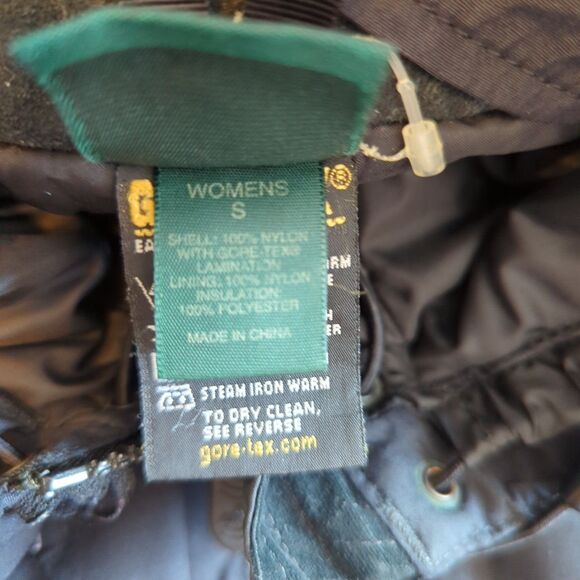 WOMENS
S
SHELL: 100% NYLON
WITH GORE-TEX®
LAMINATION
LINING: 100% NYLON
INSULATION:
100% POLYESTER
MADE IN CHINA
STEAM IRON WARM
TO DRY CLEAN,
SEE REVERSE
gore-tex.com